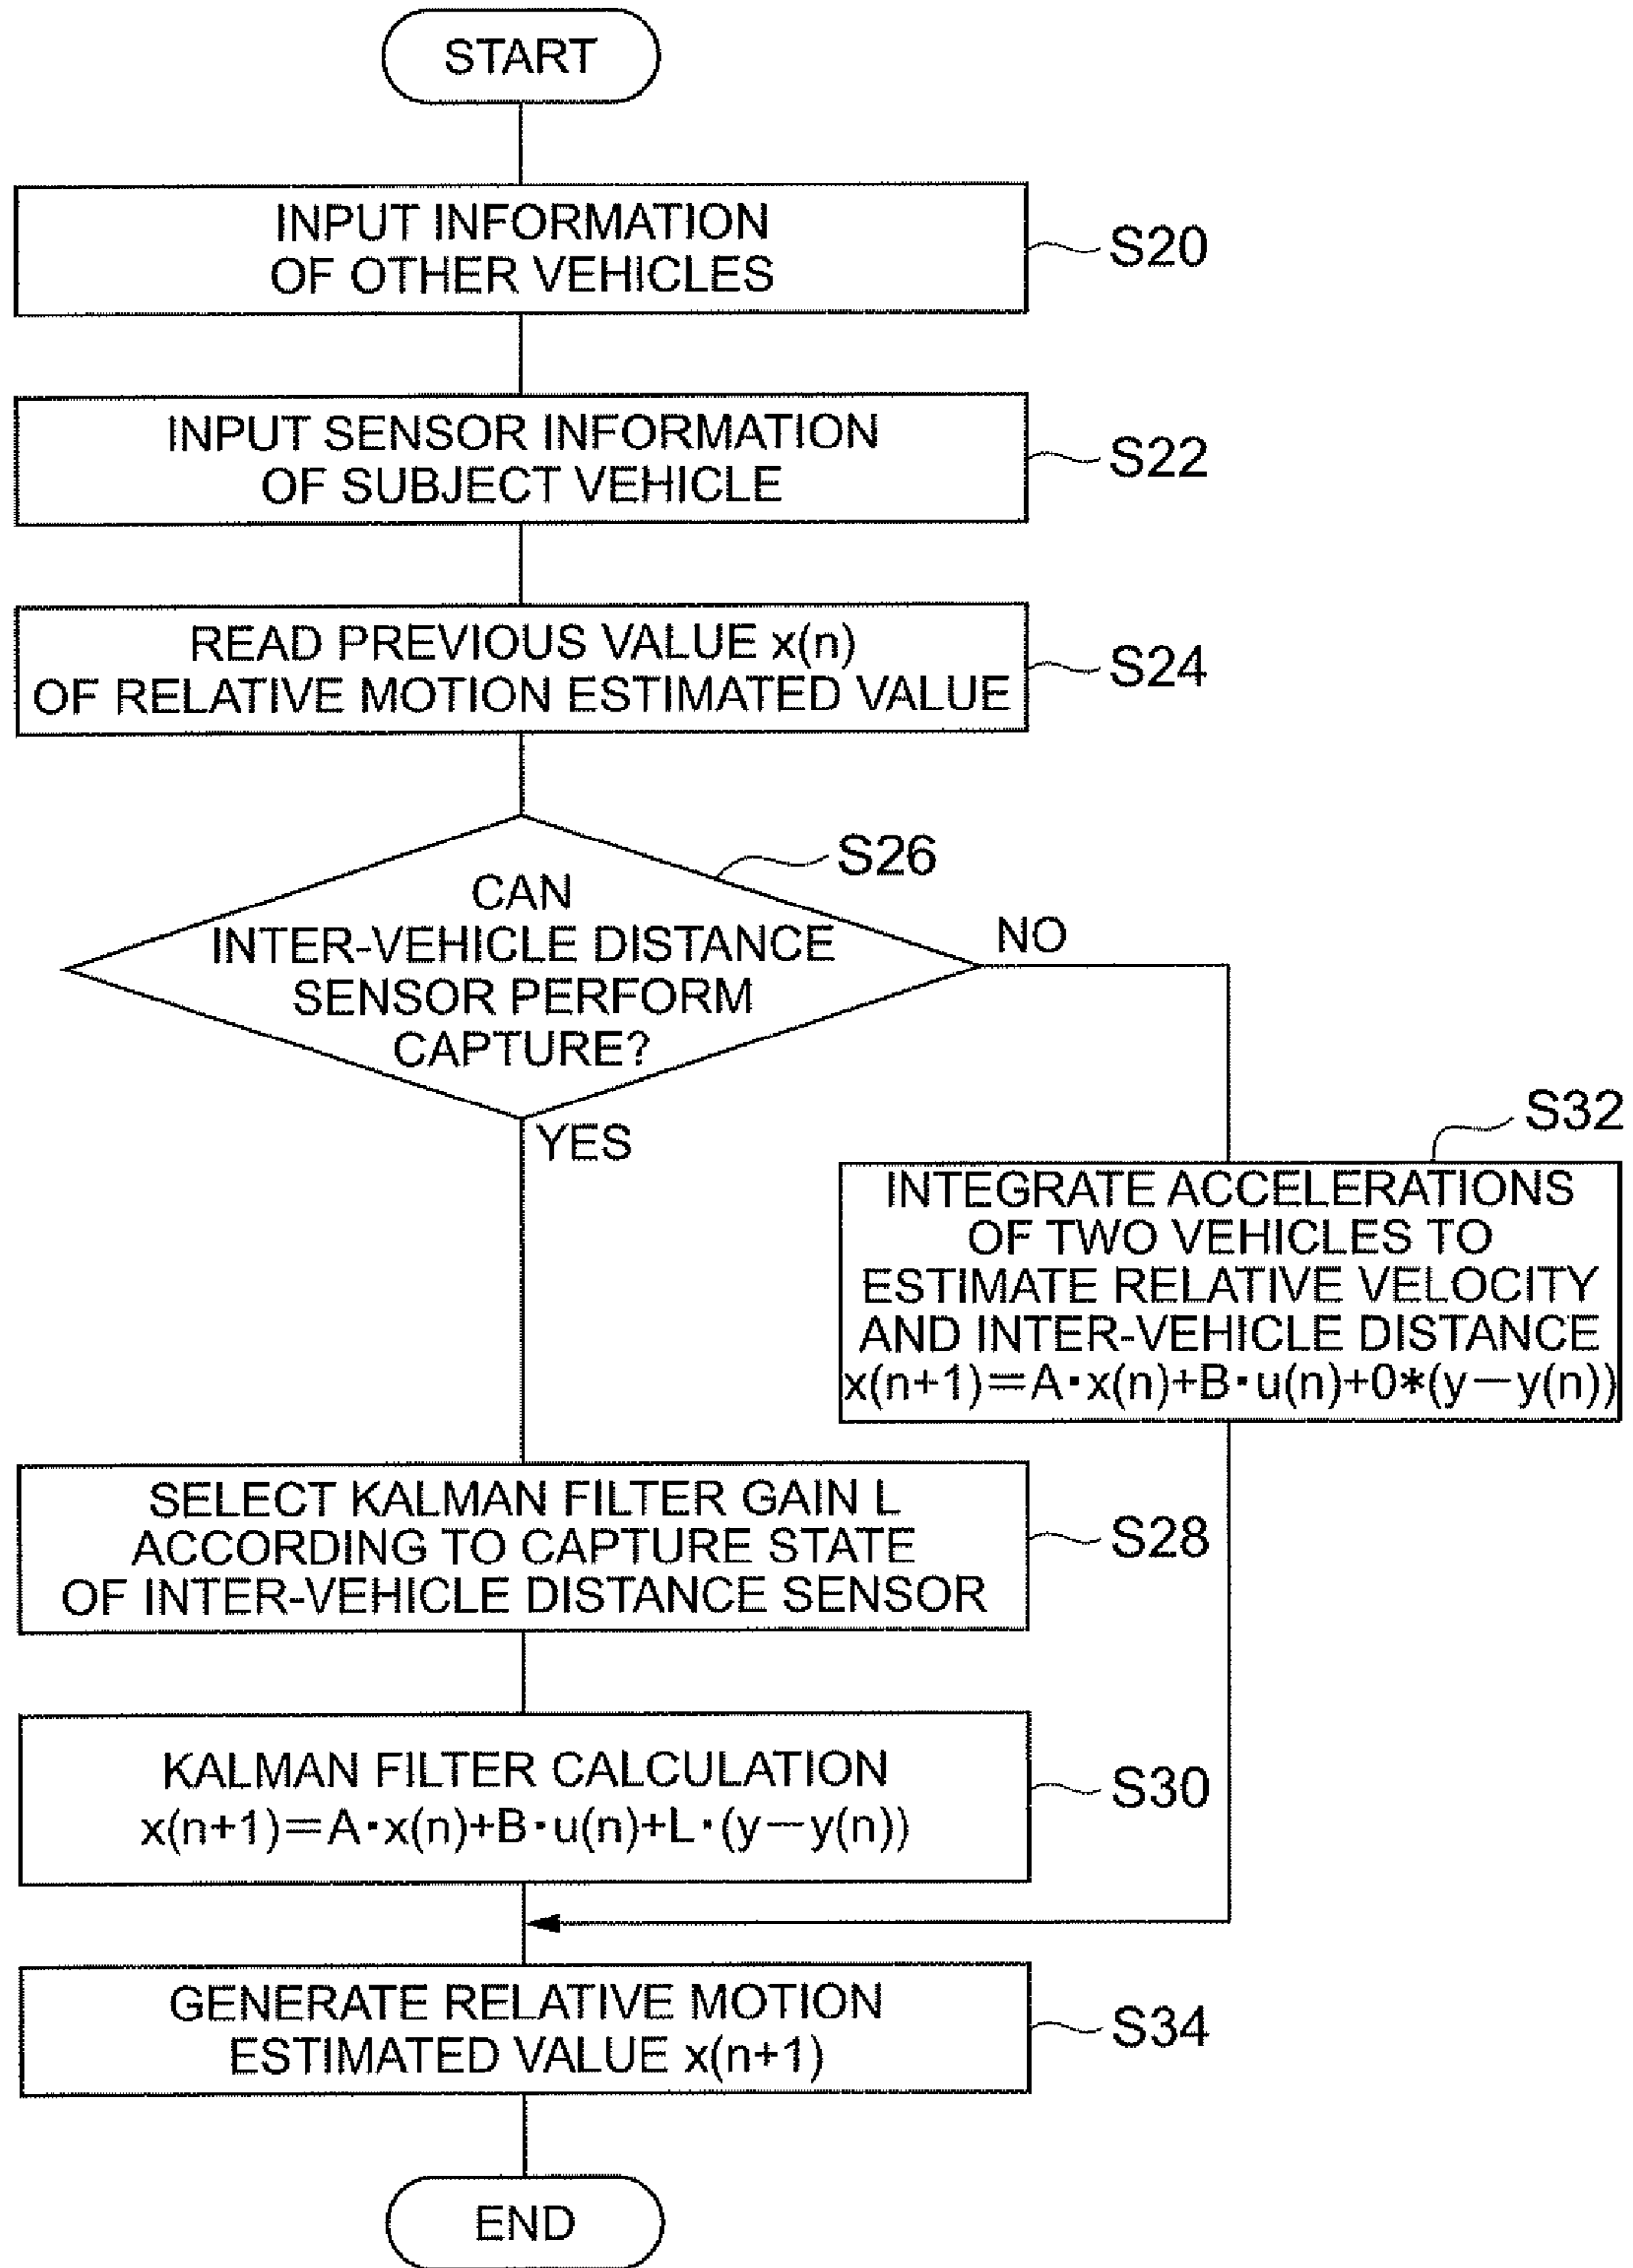 START
INPUT INFORMATION
OF OTHER VEHICLES
S20
INPUT SENSOR INFORMATION
OF SUBJECT VEHICLE
S22
READ PREVIOUS VALUE x(n)
OF RELATIVE MOTION ESTIMATED VALUE
S24
S26
CAN
INTER-VEHICLE DISTANCE
SENSOR PERFORM
CAPTURE?
NO
YES
S32
INTEGRATE ACCELERATIONS
OF TWO VEHICLES TO
ESTIMATE RELATIVE VELOCITY
AND INTER-VEHICLE DISTANCE
x(n+1)=A·x(n)+B·u(n)+0*(y−y(n))
SELECT KALMAN FILTER GAIN L
ACCORDING TO CAPTURE STATE
OF INTER-VEHICLE DISTANCE SENSOR
S28
KALMAN FILTER CALCULATION
x(n+1)=A·x(n)+B·u(n)+L·(y−y(n))
S30
GENERATE RELATIVE MOTION
ESTIMATED VALUE x(n+1)
S34
END